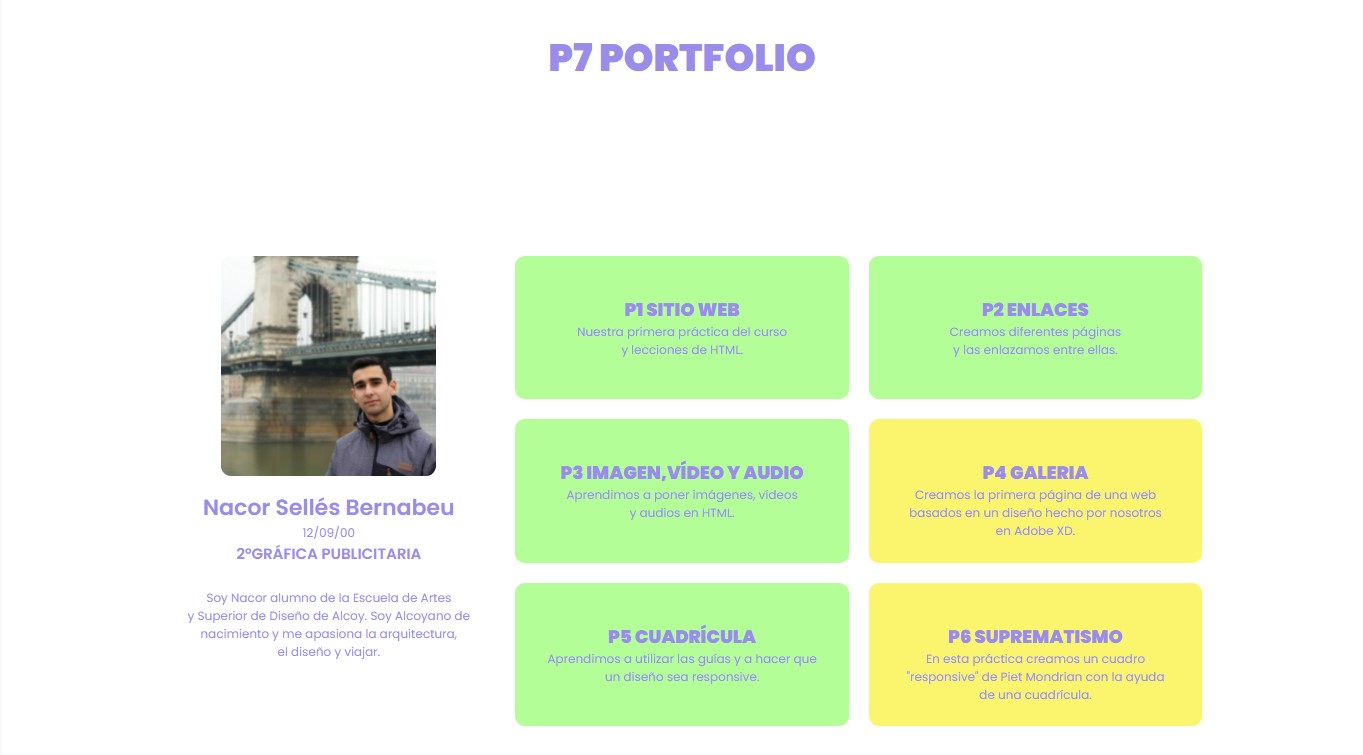 P7 PORTFOLIO
Nacor Sellés Bernabeu
12/09/00
2ºGRÁFICA PUBLICITARIA
Soy Nacor alumno de la Escuela de Artes
y Superior de Diseño de Alcoy. Soy Alcoyano de
nacimiento y me apasiona la arquitectura,
el diseño y viajar.
P1 SITIO WEB
Nuestra primera práctica del curso
y lecciones de HTML.
P2 ENLACES
Creamos diferentes páginas
y las enlazamos entre ellas.
P3 IMAGEN,VÍDEO Y AUDIO
Aprendimos a poner imágenes, vídeos
y audios en HTML.
P4 GALERIA
Creamos la primera página de una web
basados en un diseño hecho por nosotros
en Adobe XD.
P5 CUADRÍCULA
Aprendimos a utilizar las guías y a hacer que
un diseño sea responsive.
P6 SUPREMATISMO
En esta práctica creamos un cuadro
"responsive" de Piet Mondrian con la ayuda
de una cuadrícula.